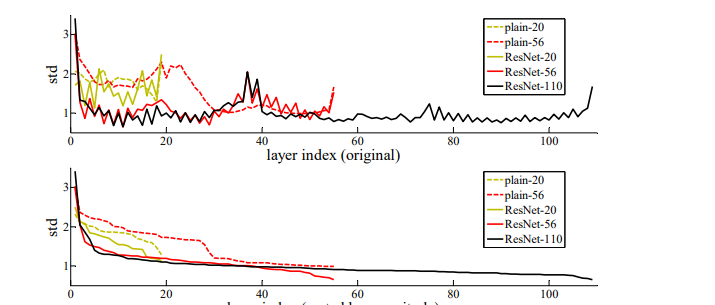 plain-20
plain-56
ResNet-20
ResNet-56
ResNet-110
3
2
1
std
0 20 40 60 80 100
layer index (original)
plain-20
plain-56
ResNet-20
ResNet-56
ResNet-110
3
2
1
std
0 20 40 60 80 100